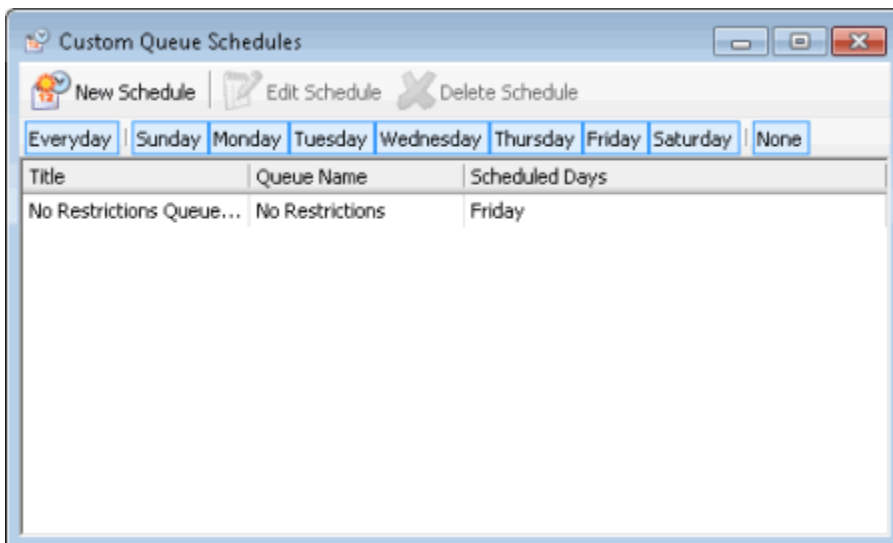 Custom Queue Schedules
New Schedule Edit Schedule Delete Schedule
Everyday Sunday Monday Tuesday Wednesday Thursday Friday Saturday None
Title Queue Name Scheduled Days
No Restrictions Queue... No Restrictions Friday